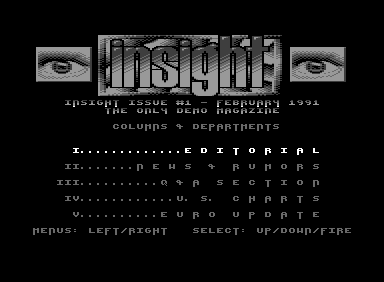 insight
INSIGHT ISSUE #1 - FEBRUARY 1991
THE ONLY DEMO MAGAZINE
COLUMNS & DEPARTMENTS
I.............EDITORIAL
II.......NEWS & RUMORS
III.........Q&A SECTION
IV..........U.S. CHARTS
V.........EURO UPDATE
MENUS: LEFT/RIGHT SELECT: UP/DOWN/FIRE